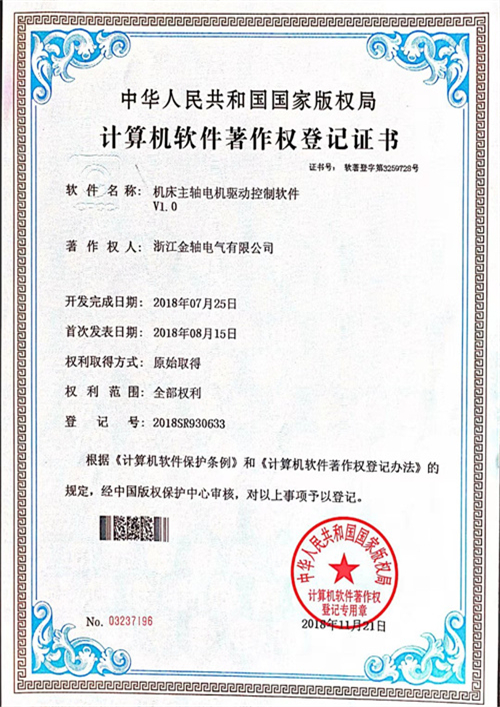 中华人民共和国国家版权局
计算机软件著作权登记证书
证书号： 软著登字第3259728号
软件名称： 机床主轴电机驱动控制软件
V1.0
著作权人： 浙江金轴电气有限公司
开发完成日期： 2018年07月25日
首次发表日期： 2018年08月15日
权利取得方式： 原始取得
权利范围： 全部权利
登记号： 2018SR930633
根据《计算机软件保护条例》和《计算机软件著作权登记办法》的
规定，经中国版权保护中心审核，对以上事项予以登记。
中华人民共和国国家版权局
计算机软件著作权
登记专用章
No. 03237196
2018年11月21日